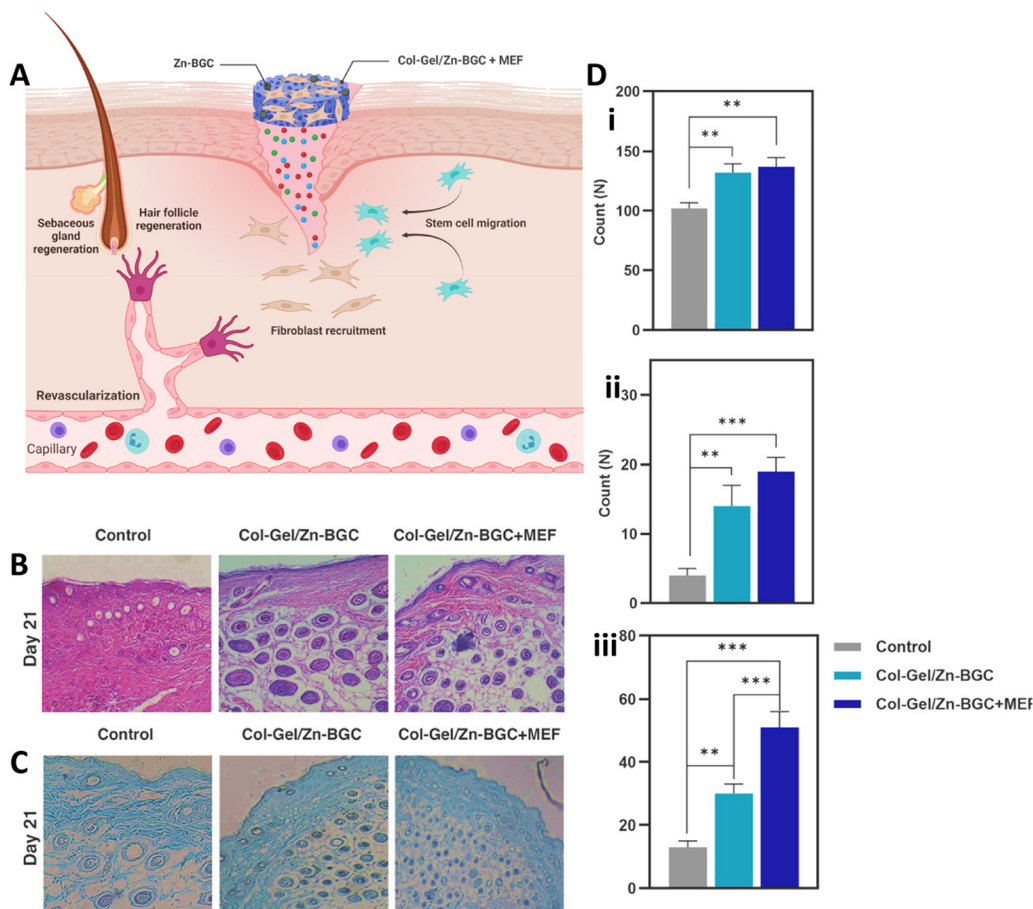 A
Zn-BGC
Col-Gel/Zn-BGC + MEF
Sebaceous
gland
regeneration
Hair follicle
regeneration
Stem cell migration
Fibroblast recruitment
Revascularization
Capillary
B
Control
Col-Gel/Zn-BGC
Col-Gel/Zn-BGC+MEF
Day 21
C
Control
Col-Gel/Zn-BGC
Col-Gel/Zn-BGC+MEF
Day 21
D
i
200
150
100
50
0
Count (N)
**
**
ii
30
20
10
0
Count (N)
***
**
iii
80
60
40
20
0
***
***
**
Control
Col-Gel/Zn-BGC
Col-Gel/Zn-BGC+MEF